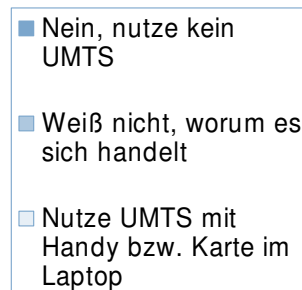 Nein, nutze kein
UMTS
Weiß nicht, worum es
sich handelt
Nutze UMTS mit
Handy bzw. Karte im
Laptop